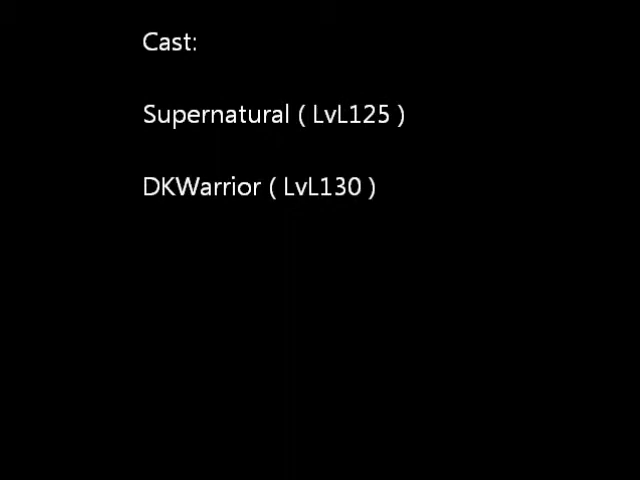 Cast:
Supernatural ( LvL125 )
DKWarrior ( LvL130 )